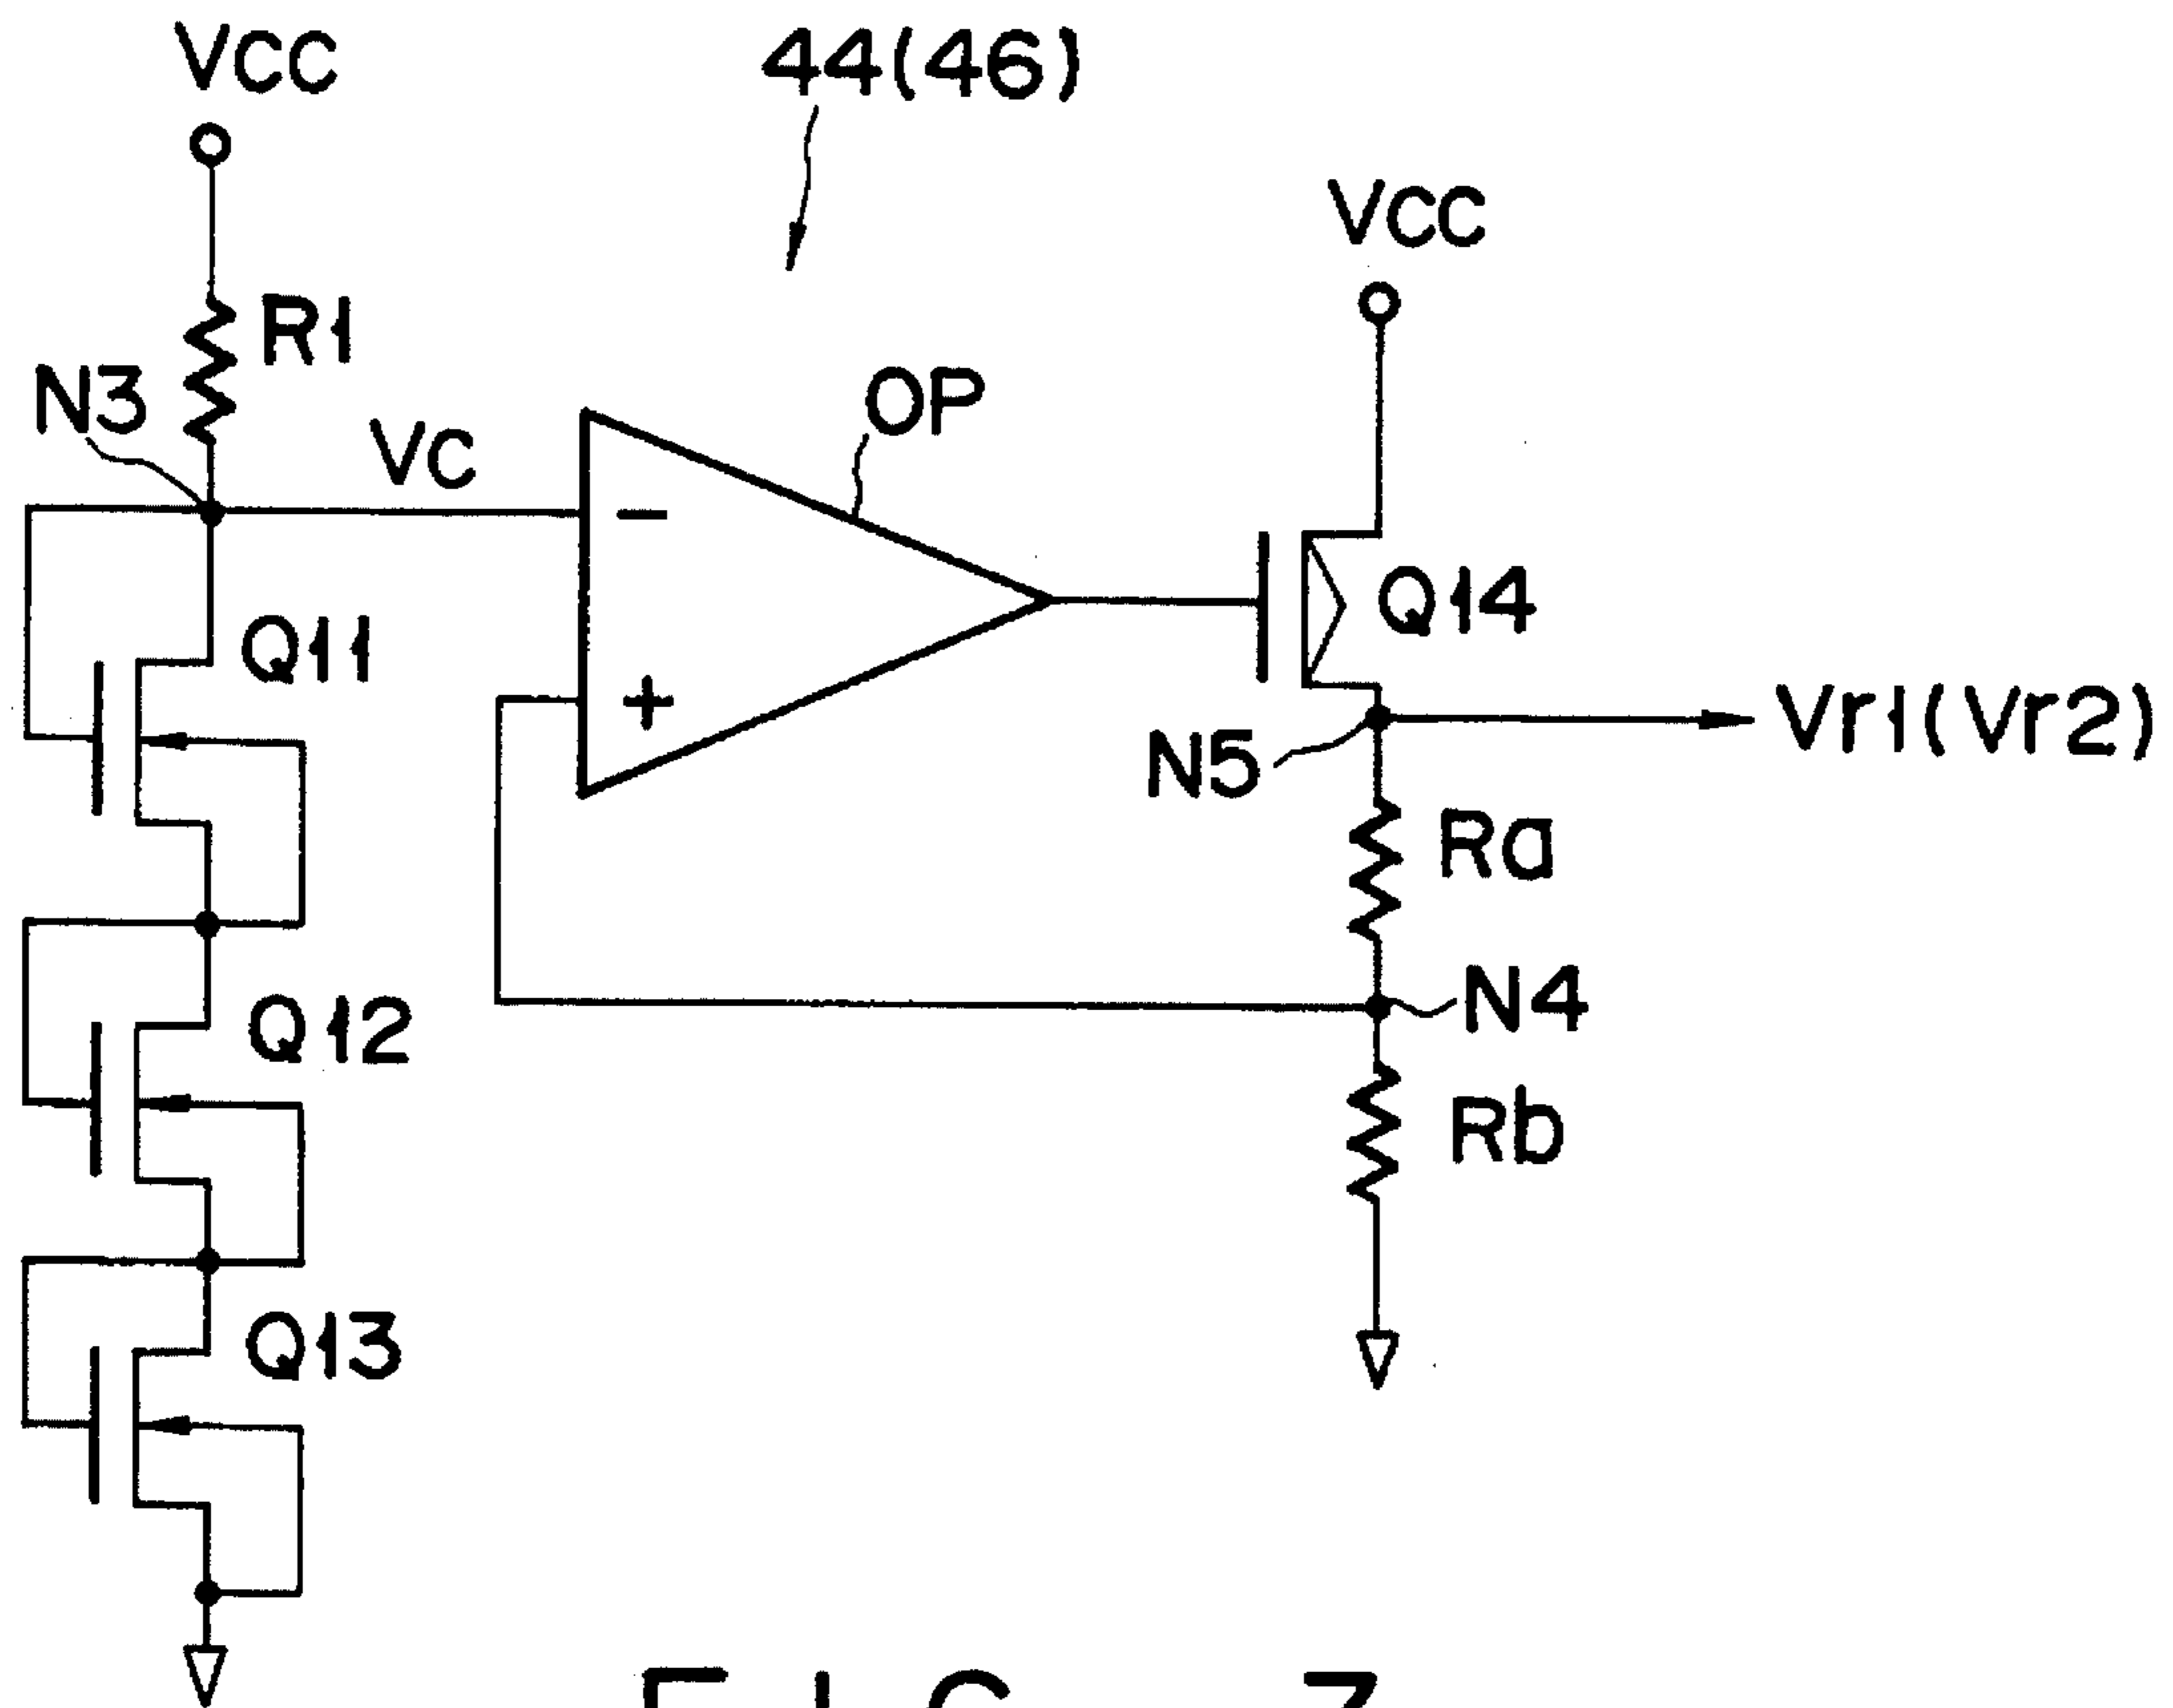 VCC
44(46)
VCC
R1
N3
VC
OP
-
+
Q11
Q14
Vr1(Vr2)
N5
Ra
N4
Q12
Rb
Q13